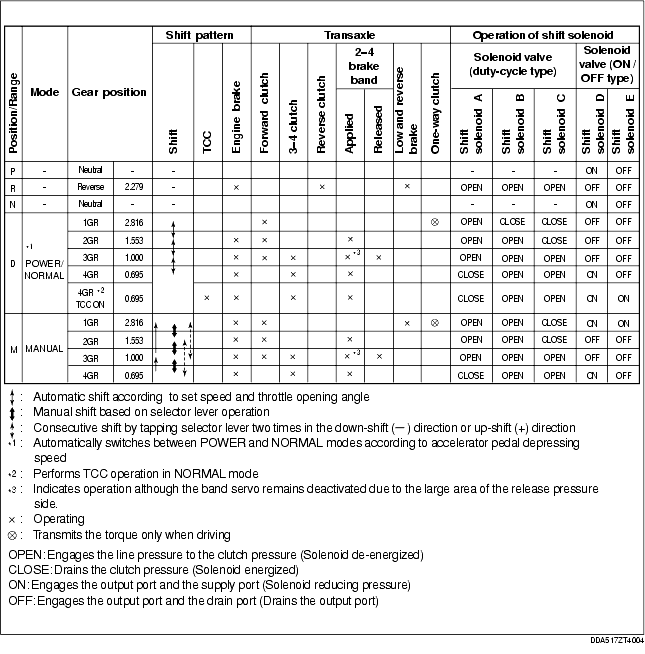 Shift pattern Transaxle Operation of shift solenoid
Position/Range Mode Gear position Shift TCC Engine brake Forward clutch 3–4 clutch Reverse clutch 2–4 brake band Applied Released Low and reverse brake One-way clutch Solenoid valve (duty-cycle type) Shift solenoid A Shift solenoid B Shift solenoid C Solenoid valve (ON / OFF type) Shift solenoid D Shift solenoid E
P - Neutral - - - - - ON OFF
R - Reverse 2.279 - × × × OPEN OPEN OPEN OFF OFF
N - Neutral - - - - ON OFF
D *1 POWER/NORMAL
1GR 2.816 × ⊗ OPEN CLOSE CLOSE OFF OFF
2GR 1.553 × × × OPEN OPEN CLOSE OFF OFF
3GR 1.000 × × × ×*3 × OPEN OPEN OPEN OFF OFF
4GR 0.695 × × × CLOSE OPEN CLOSE ON OFF
4GR *2 TCC ON 0.695 × × × × CLOSE OPEN OPEN ON ON
M MANUAL
1GR 2.816 × × × ⊗ OPEN OPEN CLOSE ON ON
2GR 1.553 × × × OPEN OPEN CLOSE OFF OFF
3GR 1.000 × × × ×*3 × OPEN OPEN OPEN OFF OFF
4GR 0.695 × × × CLOSE OPEN CLOSE ON OFF
: Automatic shift according to set speed and throttle opening angle
: Manual shift based on selector lever operation
: Consecutive shift by tapping selector lever two times in the down-shift (—) direction or up-shift (+) direction
*1 : Automatically switches between POWER and NORMAL modes according to accelerator pedal depressing
speed
*2 : Performs TCC operation in NORMAL mode
*3 : Indicates operation although the band servo remains deactivated due to the large area of the release pressure
side.
× : Operating
⊗ : Transmits the torque only when driving
OPEN: Engages the line pressure to the clutch pressure (Solenoid de-energized)
CLOSE: Drains the clutch pressure (Solenoid energized)
ON: Engages the output port and the supply port (Solenoid reducing pressure)
OFF: Engages the output port and the drain port (Drains the output port)
DDA517ZT4004